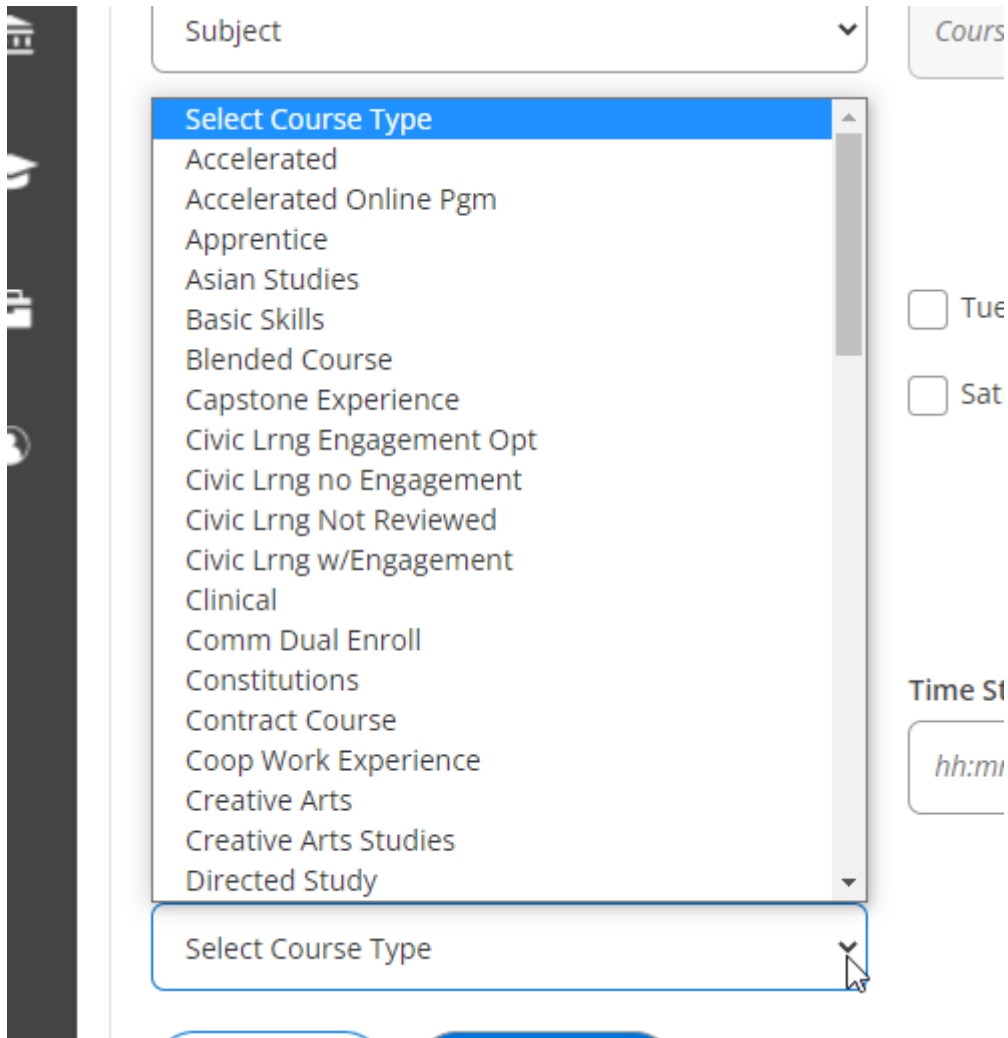 Subject
Cours
Select Course Type
Accelerated
Accelerated Online Pgm
Apprentice
Asian Studies
Basic Skills
Blended Course
Capstone Experience
Civic Lrng Engagement Opt
Civic Lrng no Engagement
Civic Lrng Not Reviewed
Civic Lrng w/Engagement
Clinical
Comm Dual Enroll
Constitutions
Contract Course
Coop Work Experience
Creative Arts
Creative Arts Studies
Directed Study
Select Course Type
Tue
Sat
Time St
hh:m